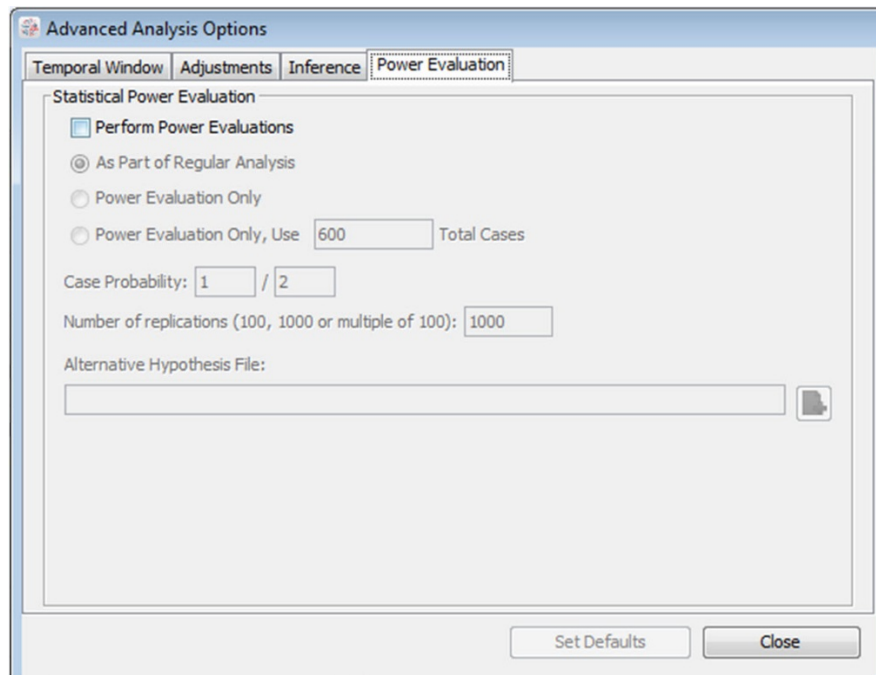 Advanced Analysis Options
Temporal Window Adjustments Inference Power Evaluation
Statistical Power Evaluation
Perform Power Evaluations
As Part of Regular Analysis
Power Evaluation Only
Power Evaluation Only, Use 600 Total Cases
Case Probability: 1 / 2
Number of replications (100, 1000 or multiple of 100): 1000
Alternative Hypothesis File:
Set Defaults Close